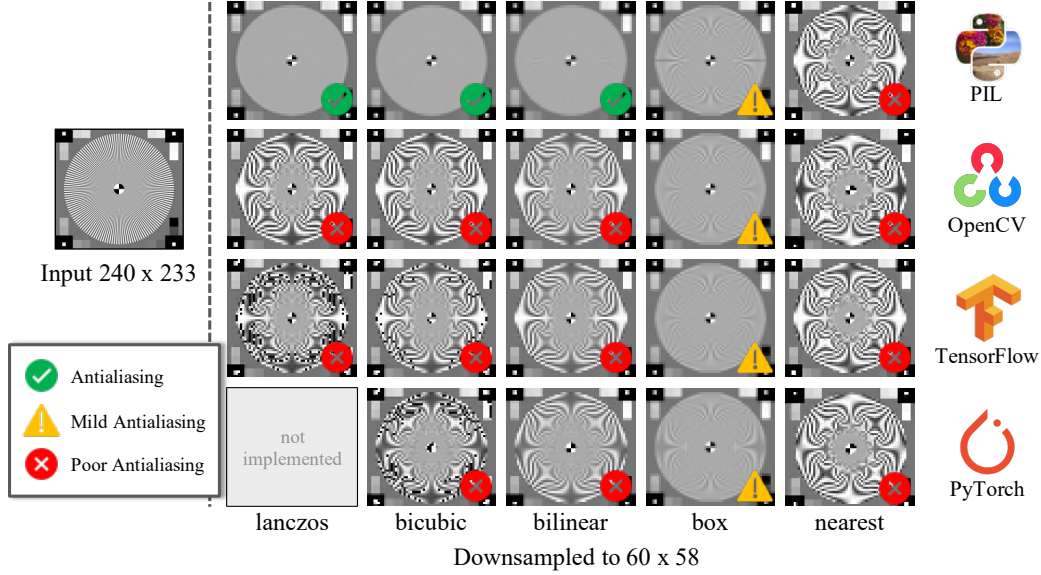 PIL
OpenCV
Input 240 x 233
TensorFlow
Antialiasing
Mild Antialiasing
Poor Antialiasing
not
implemented
PyTorch
lanczos
bicubic
bilinear
box
nearest
Downsampled to 60 x 58